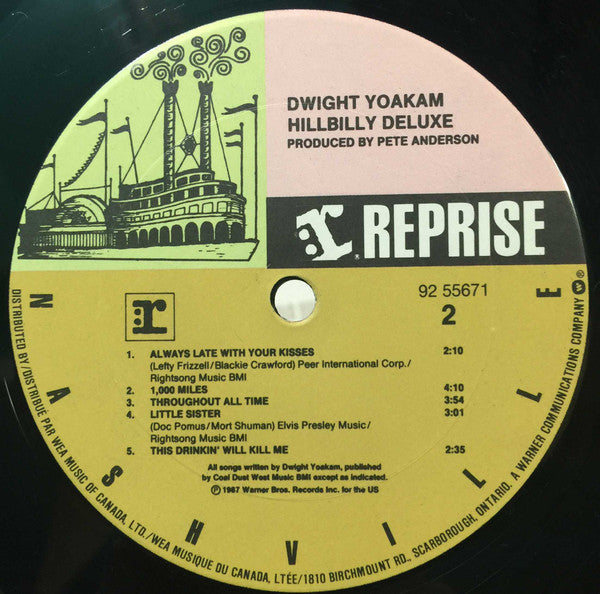 DWIGHT YOAKAM
HILLBILLY DELUXE
PRODUCED BY PETE ANDERSON
r® REPRISE
r
92 55671
2
1. ALWAYS LATE WITH YOUR KISSES 2:10
(Lefty Frizzell/Blackie Crawford) Peer International Corp./
Rightsong Music BMI
2. 1,000 MILES 4:10
3. THROUGHOUT ALL TIME 3:54
4. LITTLE SISTER 3:01
(Doc Pomus/Mort Shuman) Elvis Presley Music/
Rightsong Music BMI
5. THIS DRINKIN' WILL KILL ME 2:35
All songs written by Dwight Yoakam, published
by Coal Dust West Music BMI except as indicated.
℗ 1987 Warner Bros. Records Inc. for the US
NASHVILLE
DISTRIBUTED BY/DISTRIBUÉ PAR WEA MUSIC OF CANADA, LTD./WEA MUSIQUE DU CANADA, LTÉE/1810 BIRCHMOUNT RD., SCARBOROUGH, ONTARIO. A WARNER COMMUNICATIONS COMPANY W®